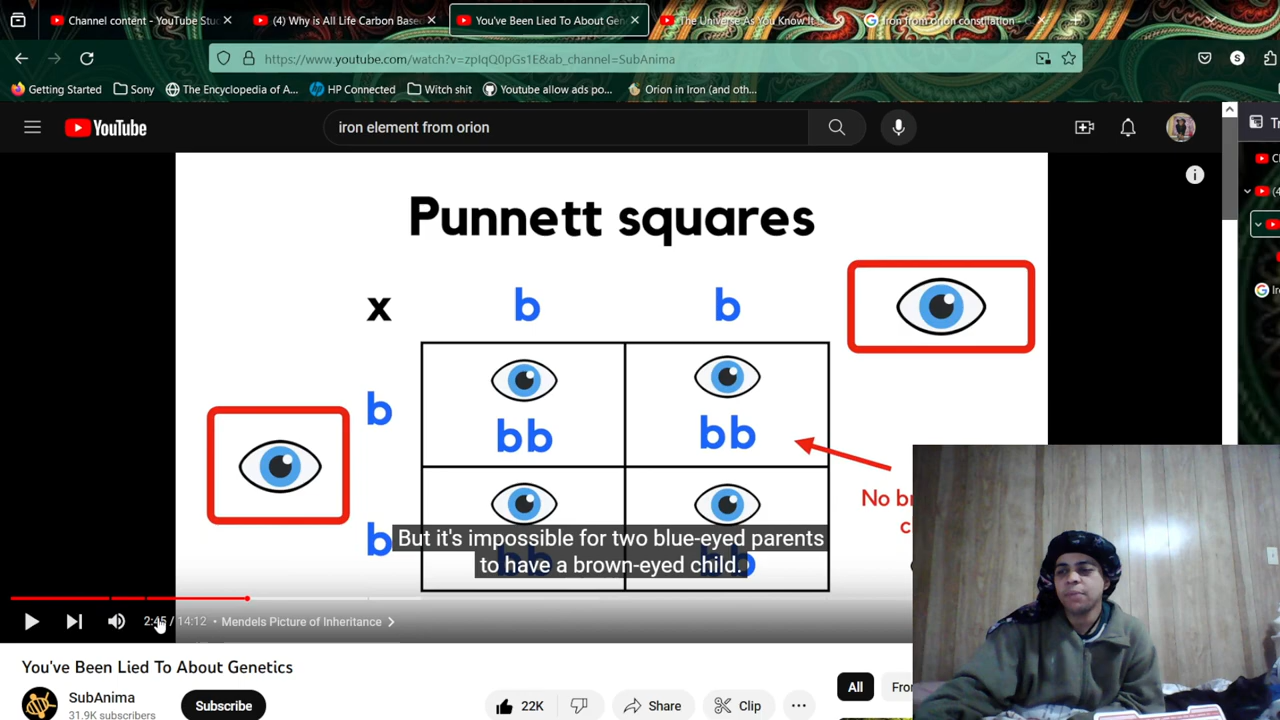 Channel content - YouTube Stu
(4) Why is All Life Carbon Base
You've Been Lied To About Gen
The Universe As You Know It D
Iron from orion constilation - G
https://www.youtube.com/watch?v=zpIqQ0pGs1E&ab_channel=SubAnima
S
Getting Started
Sony
The Encyclopedia of A...
HP Connected
Witch shit
Youtube allow ads po...
Orion in Iron (and oth...
YouTube
iron element from orion
Tr
C
(4
Punnett squares
x b b
b
bb bb
No br
c
b
But it's impossible for two blue-eyed parents
to have a brown-eyed child.
2:45 / 14:12 • Mendels Picture of Inheritance
You've Been Lied To About Genetics
SubAnima
31.9K subscribers
Subscribe
22K
Share
Clip
All
Fro